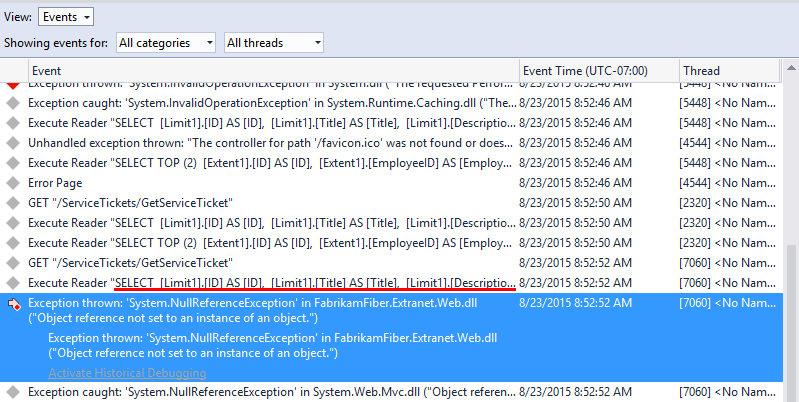 View: Events
Showing events for: All categories All threads
Event Event Time (UTC-07:00) Thread
Exception thrown: 'System.InvalidOperationException' in System.dll ("The requested Perfor... 8/23/2015 8:52:46 AM [5448] <No Nam...
Exception caught: 'System.InvalidOperationException' in System.Runtime.Caching.dll ("The... 8/23/2015 8:52:46 AM [5448] <No Nam...
Execute Reader "SELECT [Limit1].[ID] AS [ID], [Limit1].[Title] AS [Title], [Limit1].[Descriptio... 8/23/2015 8:52:46 AM [5448] <No Nam...
Unhandled exception thrown: "The controller for path '/favicon.ico' was not found or does... 8/23/2015 8:52:46 AM [4544] <No Nam...
Execute Reader "SELECT TOP (2) [Extent1].[ID] AS [ID], [Extent1].[EmployeeID] AS [Employ... 8/23/2015 8:52:46 AM [5448] <No Nam...
Error Page 8/23/2015 8:52:46 AM [4544] <No Nam...
GET "/ServiceTickets/GetServiceTicket" 8/23/2015 8:52:50 AM [2320] <No Nam...
Execute Reader "SELECT [Limit1].[ID] AS [ID], [Limit1].[Title] AS [Title], [Limit1].[Descriptio... 8/23/2015 8:52:50 AM [2320] <No Nam...
Execute Reader "SELECT TOP (2) [Extent1].[ID] AS [ID], [Extent1].[EmployeeID] AS [Employ... 8/23/2015 8:52:50 AM [2320] <No Nam...
GET "/ServiceTickets/GetServiceTicket" 8/23/2015 8:52:52 AM [7060] <No Nam...
Execute Reader "SELECT [Limit1].[ID] AS [ID], [Limit1].[Title] AS [Title], [Limit1].[Descriptio... 8/23/2015 8:52:52 AM [7060] <No Nam...
Exception thrown: 'System.NullReferenceException' in FabrikamFiber.Extranet.Web.dll 8/23/2015 8:52:52 AM [7060] <No Nam...
("Object reference not set to an instance of an object.")
Exception thrown: 'System.NullReferenceException' in FabrikamFiber.Extranet.Web.dll
("Object reference not set to an instance of an object.")
Activate Historical Debugging
Exception caught: 'System.NullReferenceException' in System.Web.Mvc.dll ("Object referen... 8/23/2015 8:52:52 AM [7060] <No Nam...